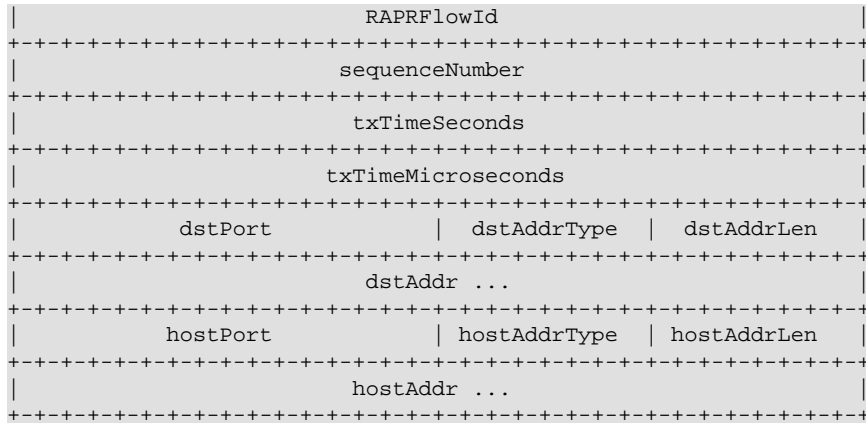 |                          RAPRFlowId                           |
+-+-+-+-+-+-+-+-+-+-+-+-+-+-+-+-+-+-+-+-+-+-+-+-+-+-+-+-+-+-+-+-+
|                        sequenceNumber                         |
+-+-+-+-+-+-+-+-+-+-+-+-+-+-+-+-+-+-+-+-+-+-+-+-+-+-+-+-+-+-+-+-+
|                         txTimeSeconds                         |
+-+-+-+-+-+-+-+-+-+-+-+-+-+-+-+-+-+-+-+-+-+-+-+-+-+-+-+-+-+-+-+-+
|                       txTimeMicroseconds                      |
+-+-+-+-+-+-+-+-+-+-+-+-+-+-+-+-+-+-+-+-+-+-+-+-+-+-+-+-+-+-+-+-+
|            dstPort            |  dstAddrType  |  dstAddrLen   |
+-+-+-+-+-+-+-+-+-+-+-+-+-+-+-+-+-+-+-+-+-+-+-+-+-+-+-+-+-+-+-+-+
|                          dstAddr ...                          |
+-+-+-+-+-+-+-+-+-+-+-+-+-+-+-+-+-+-+-+-+-+-+-+-+-+-+-+-+-+-+-+-+
|           hostPort            | hostAddrType  | hostAddrLen   |
+-+-+-+-+-+-+-+-+-+-+-+-+-+-+-+-+-+-+-+-+-+-+-+-+-+-+-+-+-+-+-+-+
|                         hostAddr ...                          |
+-+-+-+-+-+-+-+-+-+-+-+-+-+-+-+-+-+-+-+-+-+-+-+-+-+-+-+-+-+-+-+-+